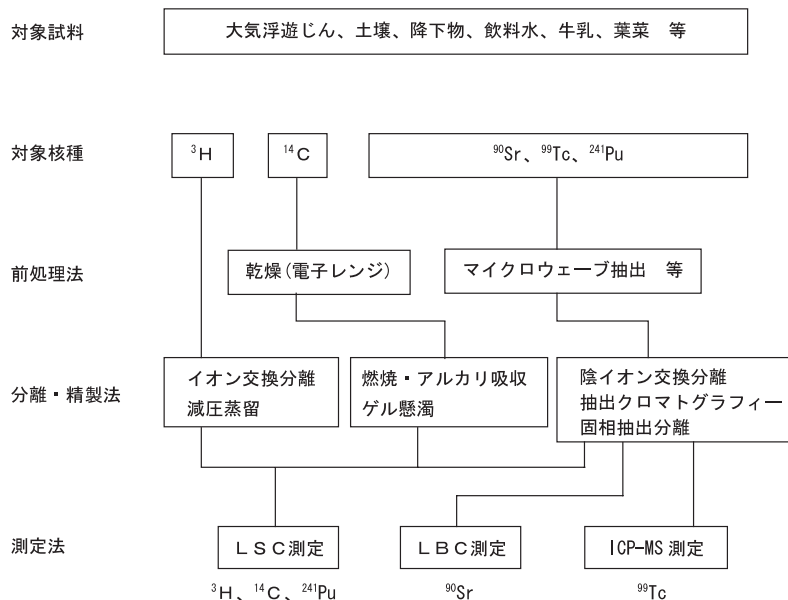 対象試料
大気浮遊じん、土壌、降下物、飲料水、牛乳、葉菜 等
対象核種
³H
¹⁴C
⁹⁰Sr、⁹⁹Tc、²⁴¹Pu
前処理法
乾燥(電子レンジ)
マイクロウェーブ抽出 等
分離・精製法
イオン交換分離
減圧蒸留
燃焼・アルカリ吸収
ゲル懸濁
陰イオン交換分離
抽出クロマトグラフィー
固相抽出分離
測定法
LSC測定
LBC測定
ICP-MS 測定
³H、¹⁴C、²⁴¹Pu
⁹⁰Sr
⁹⁹Tc